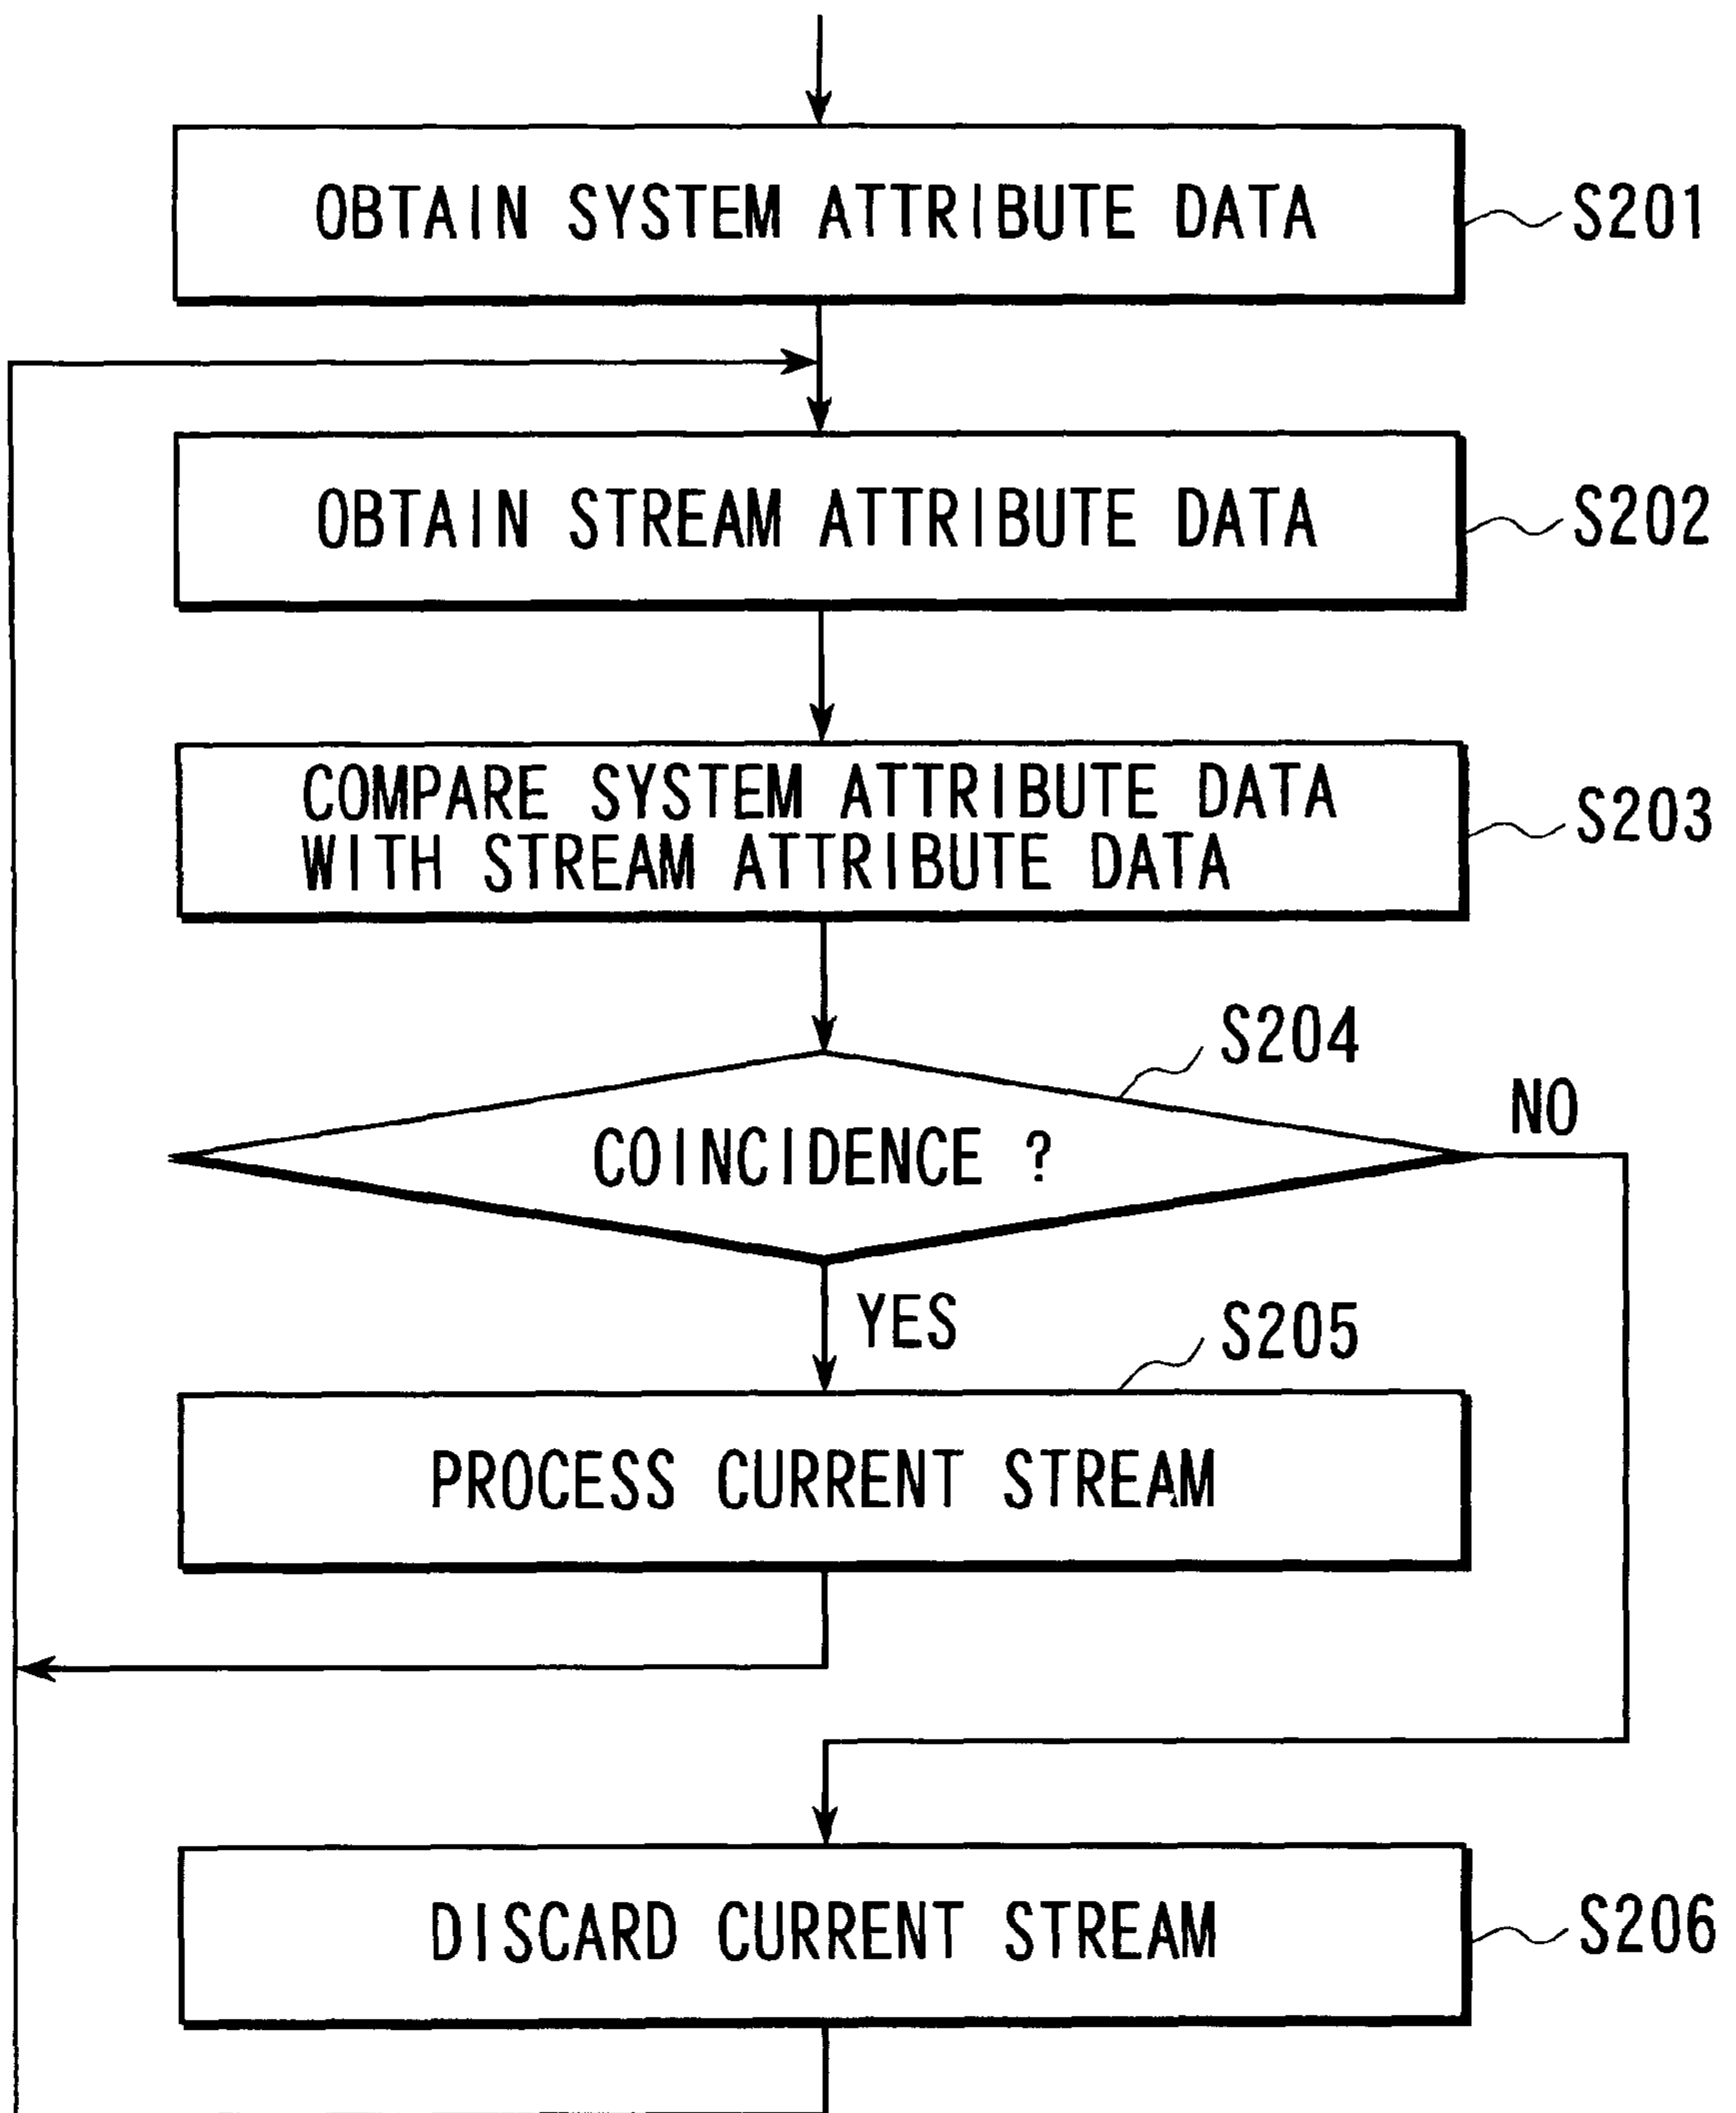 OBTAIN SYSTEM ATTRIBUTE DATA
S201
OBTAIN STREAM ATTRIBUTE DATA
S202
COMPARE SYSTEM ATTRIBUTE DATA
WITH STREAM ATTRIBUTE DATA
S203
S204
NO
COINCIDENCE ?
YES
S205
PROCESS CURRENT STREAM
DISCARD CURRENT STREAM
S206